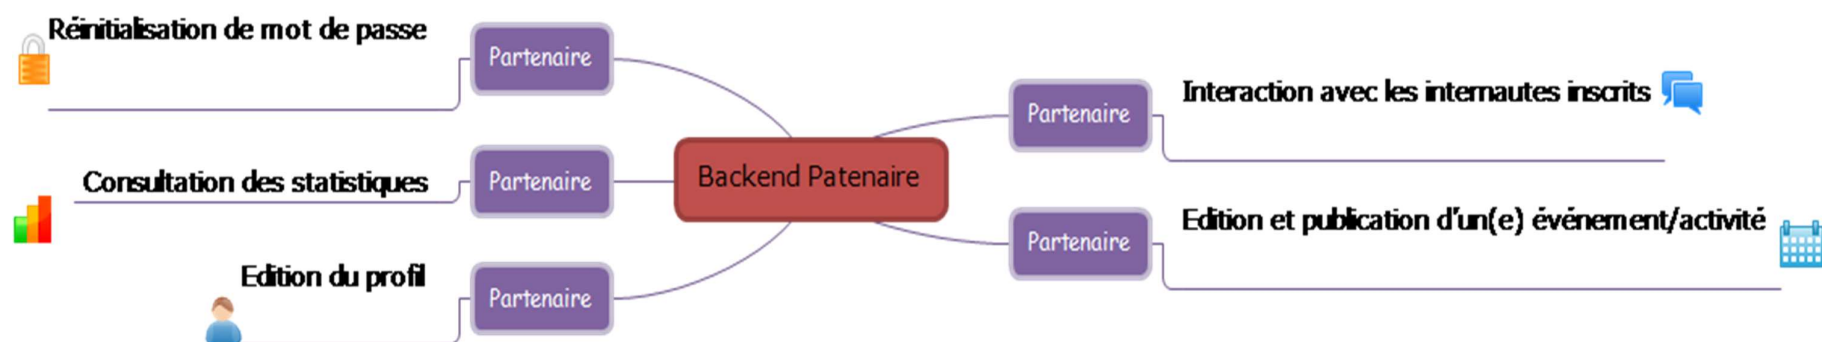 Réinitialisation de mot de passe
Partenaire
Consultation des statistiques
Partenaire
Edition du profil
Partenaire
Backend Patenaire
Partenaire
Interaction avec les internautes inscrits
Partenaire
Edition et publication d'un(e) événement/activité